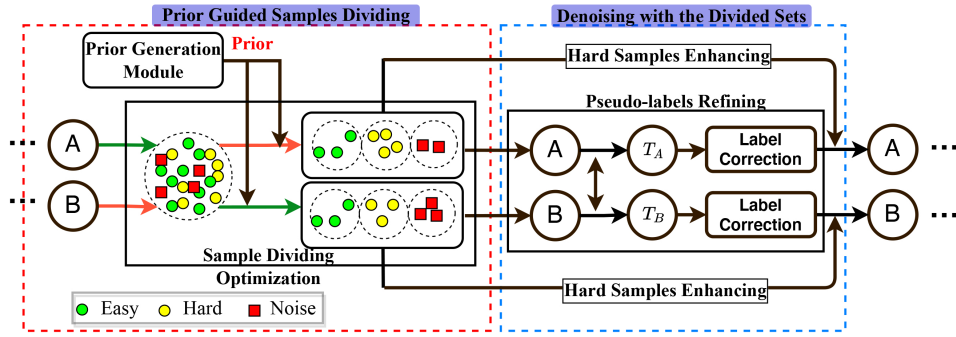 Prior Guided Samples Dividing
Denoising with the Divided Sets
Prior Generation
Module
Prior
Hard Samples Enhancing
Pseudo-labels Refining
... A
B
...
A
T_A
Label
Correction
A ...
B
T_B
Label
Correction
B ...
Sample Dividing
Optimization
Easy
Hard
Noise
Hard Samples Enhancing